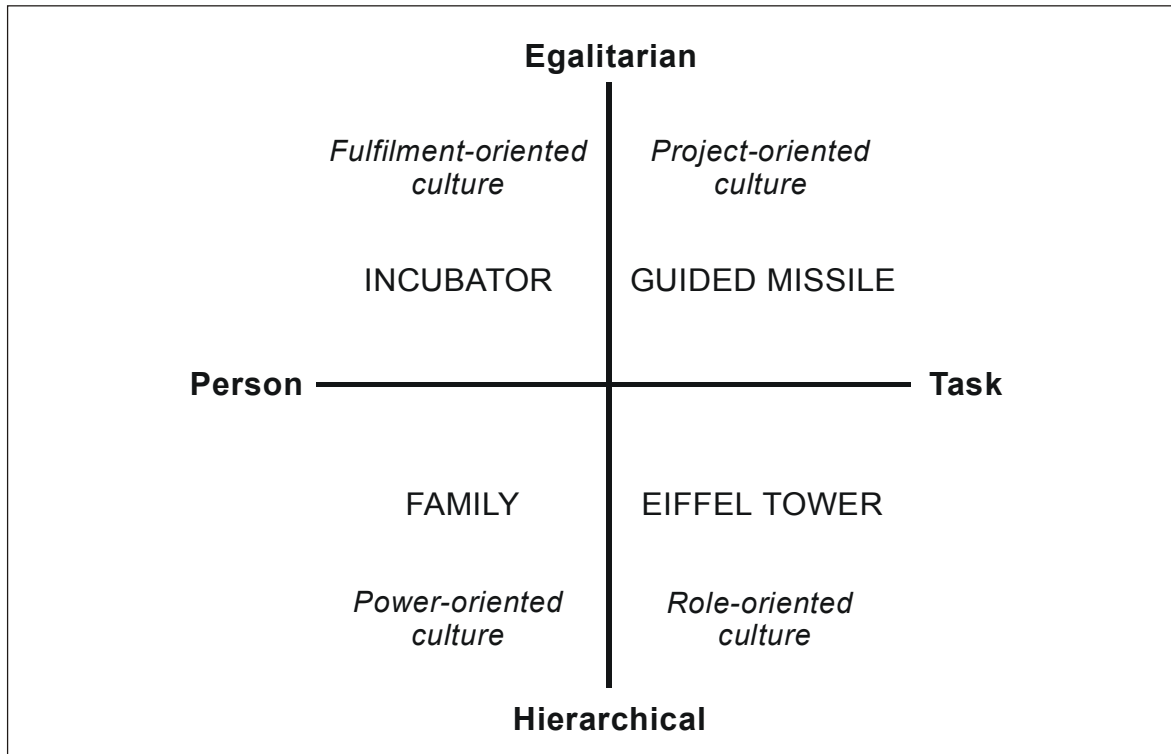 Egalitarian
Fulfilment-oriented
culture
Project-oriented
culture
INCUBATOR
GUIDED MISSILE
Person
Task
FAMILY
EIFFEL TOWER
Power-oriented
culture
Role-oriented
culture
Hierarchical